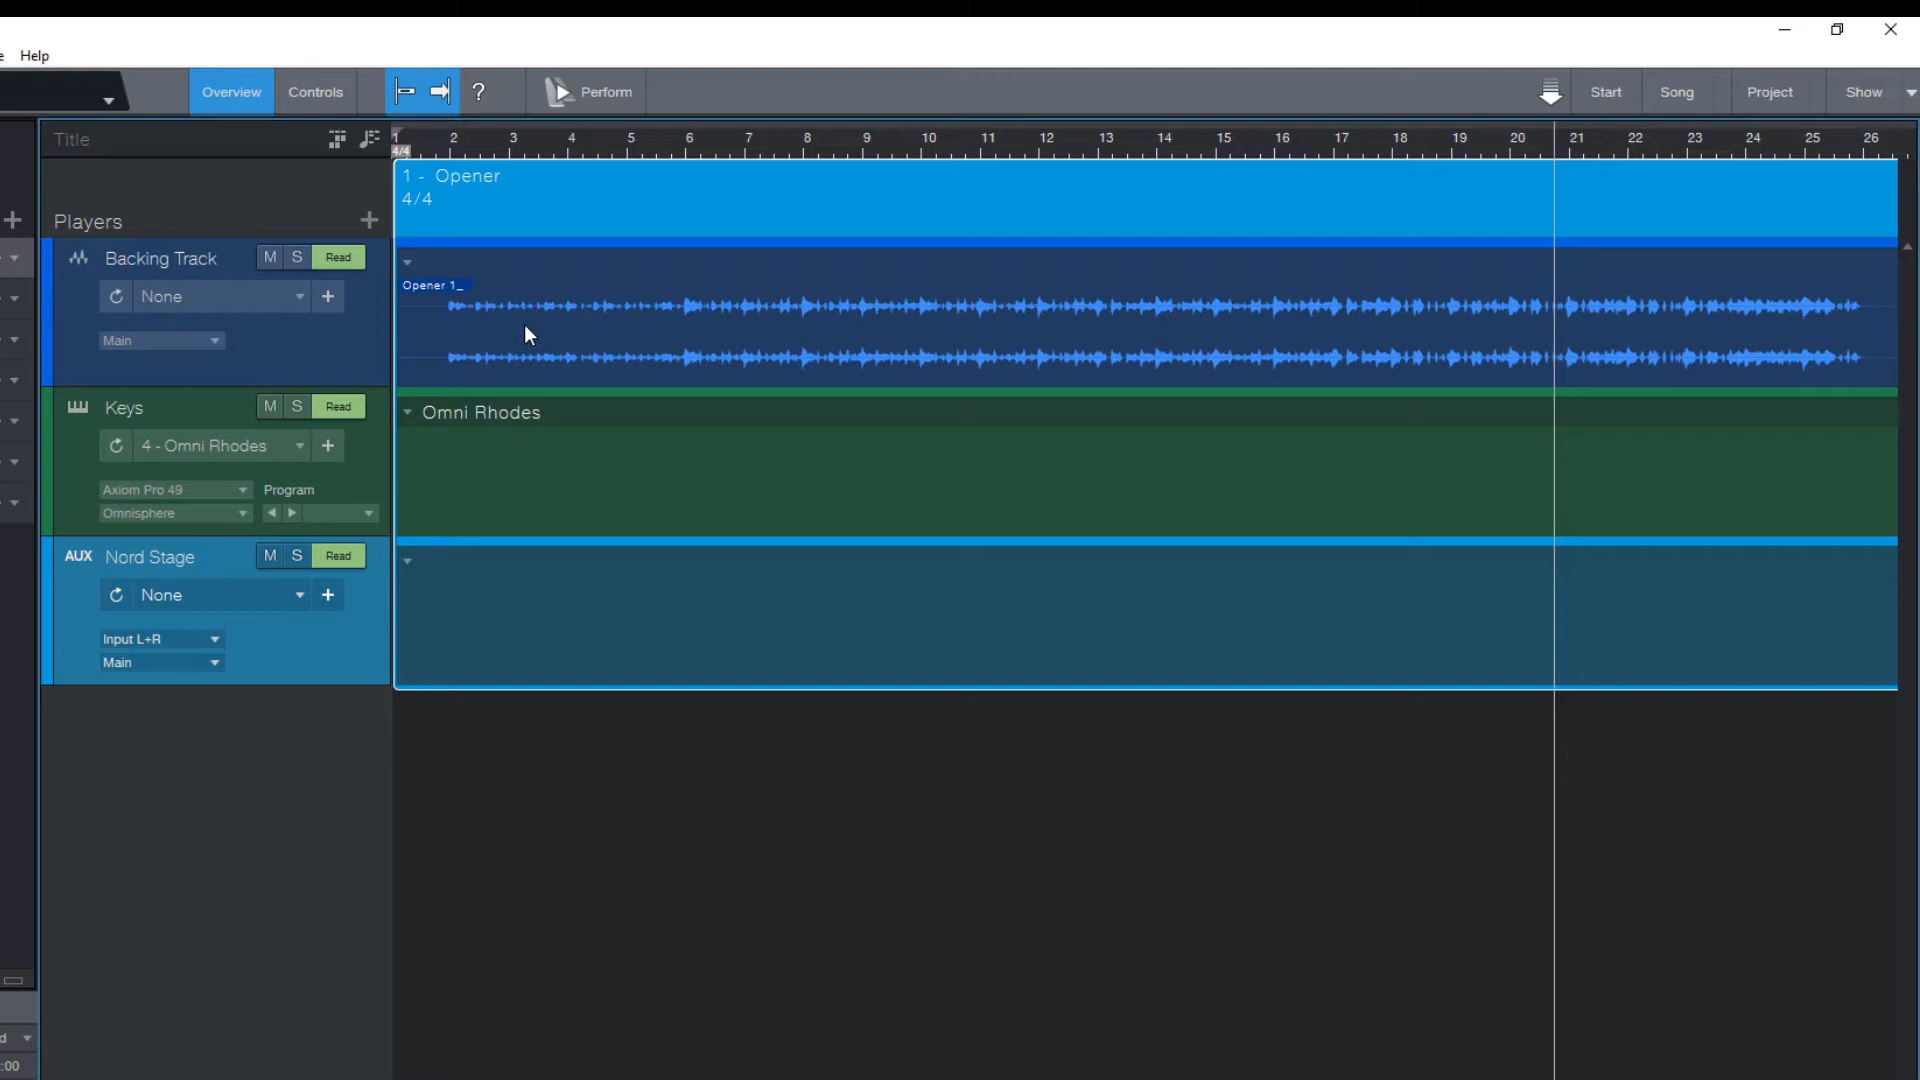 e Help
Overview Controls ? Perform Start Song Project Show
Title 1 2 3 4 5 6 7 8 9 10 11 12 13 14 15 16 17 18 19 20 21 22 23 24 25 26
4/4
1 - Opener
4/4
Players
Backing Track M S Read
None
Opener 1_
Main
Keys M S Read
Omni Rhodes
4 - Omni Rhodes
Axiom Pro 49 Program
Omnisphere
AUX Nord Stage M S Read
None
Input L+R
Main
d
:00